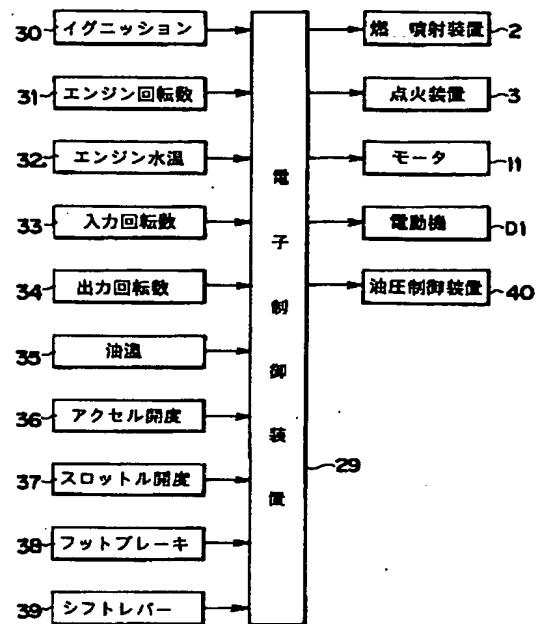 30 イグニッション
31 エンジン回転数
32 エンジン水温
33 入力回転数
34 出力回転数
35 油温
36 アクセル開度
37 スロットル開度
38 フットブレーキ
39 シフトレバー
電子制御装置
29
燃 噴射装置 2
点火装置 3
モータ 11
電動機 D1
油圧制御装置 40